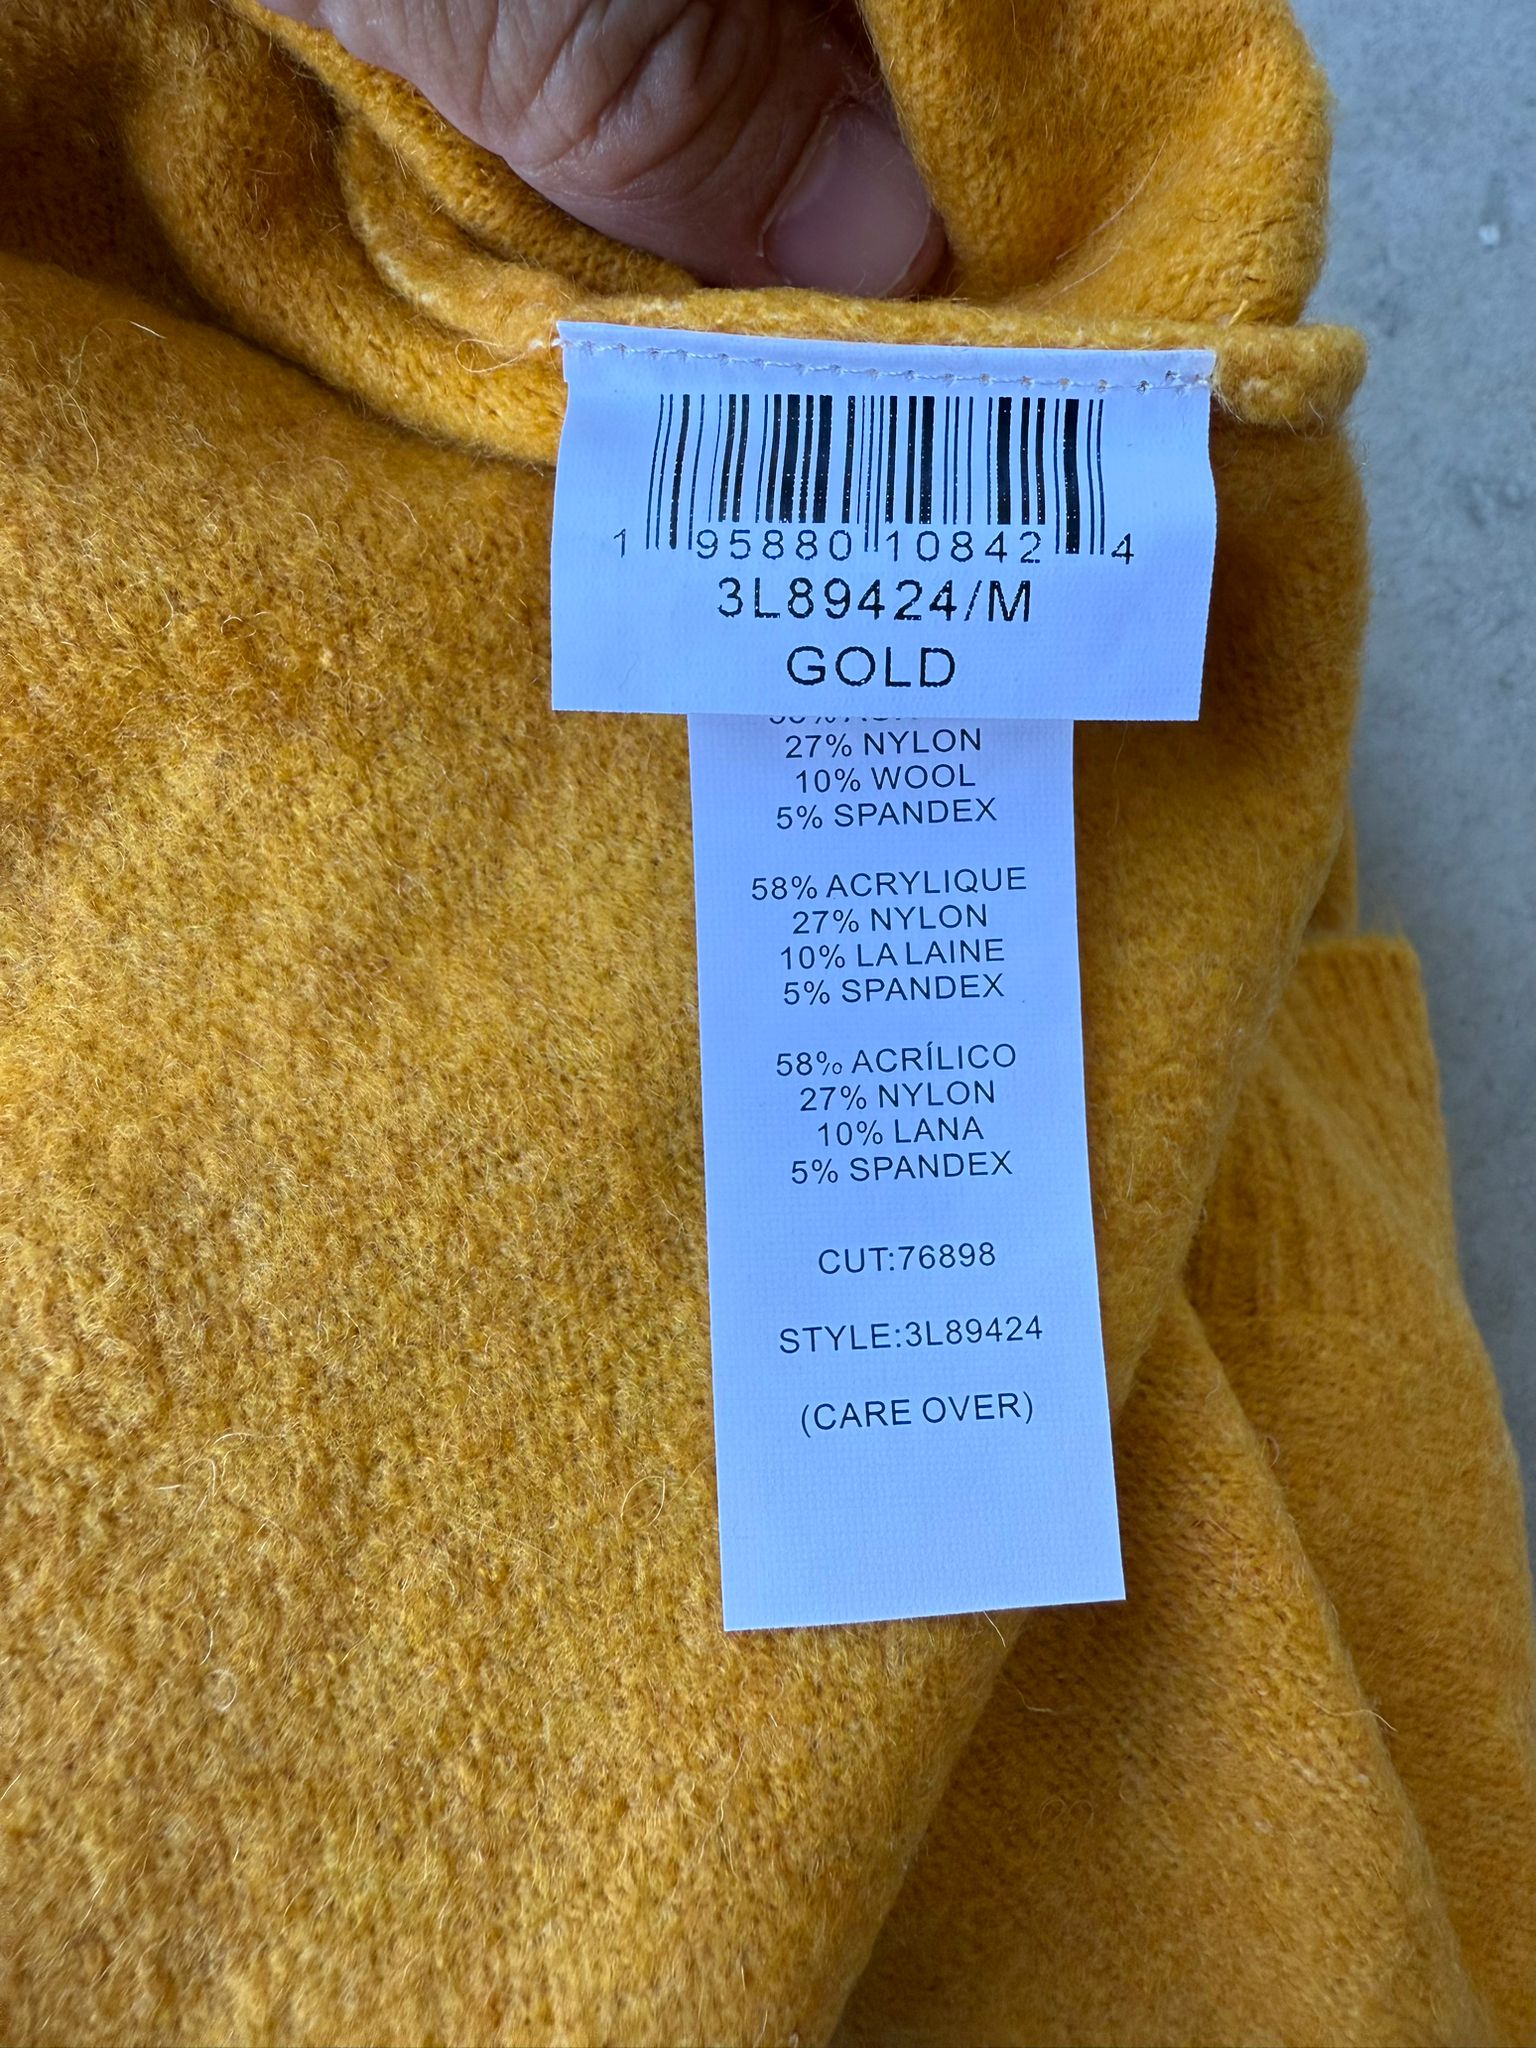 1 95880 10842 4
3L89424/M
GOLD
27% NYLON
10% WOOL
5% SPANDEX
58% ACRYLIQUE
27% NYLON
10% LA LAINE
5% SPANDEX
58% ACRÍLICO
27% NYLON
10% LANA
5% SPANDEX
CUT:76898
STYLE:3L89424
(CARE OVER)